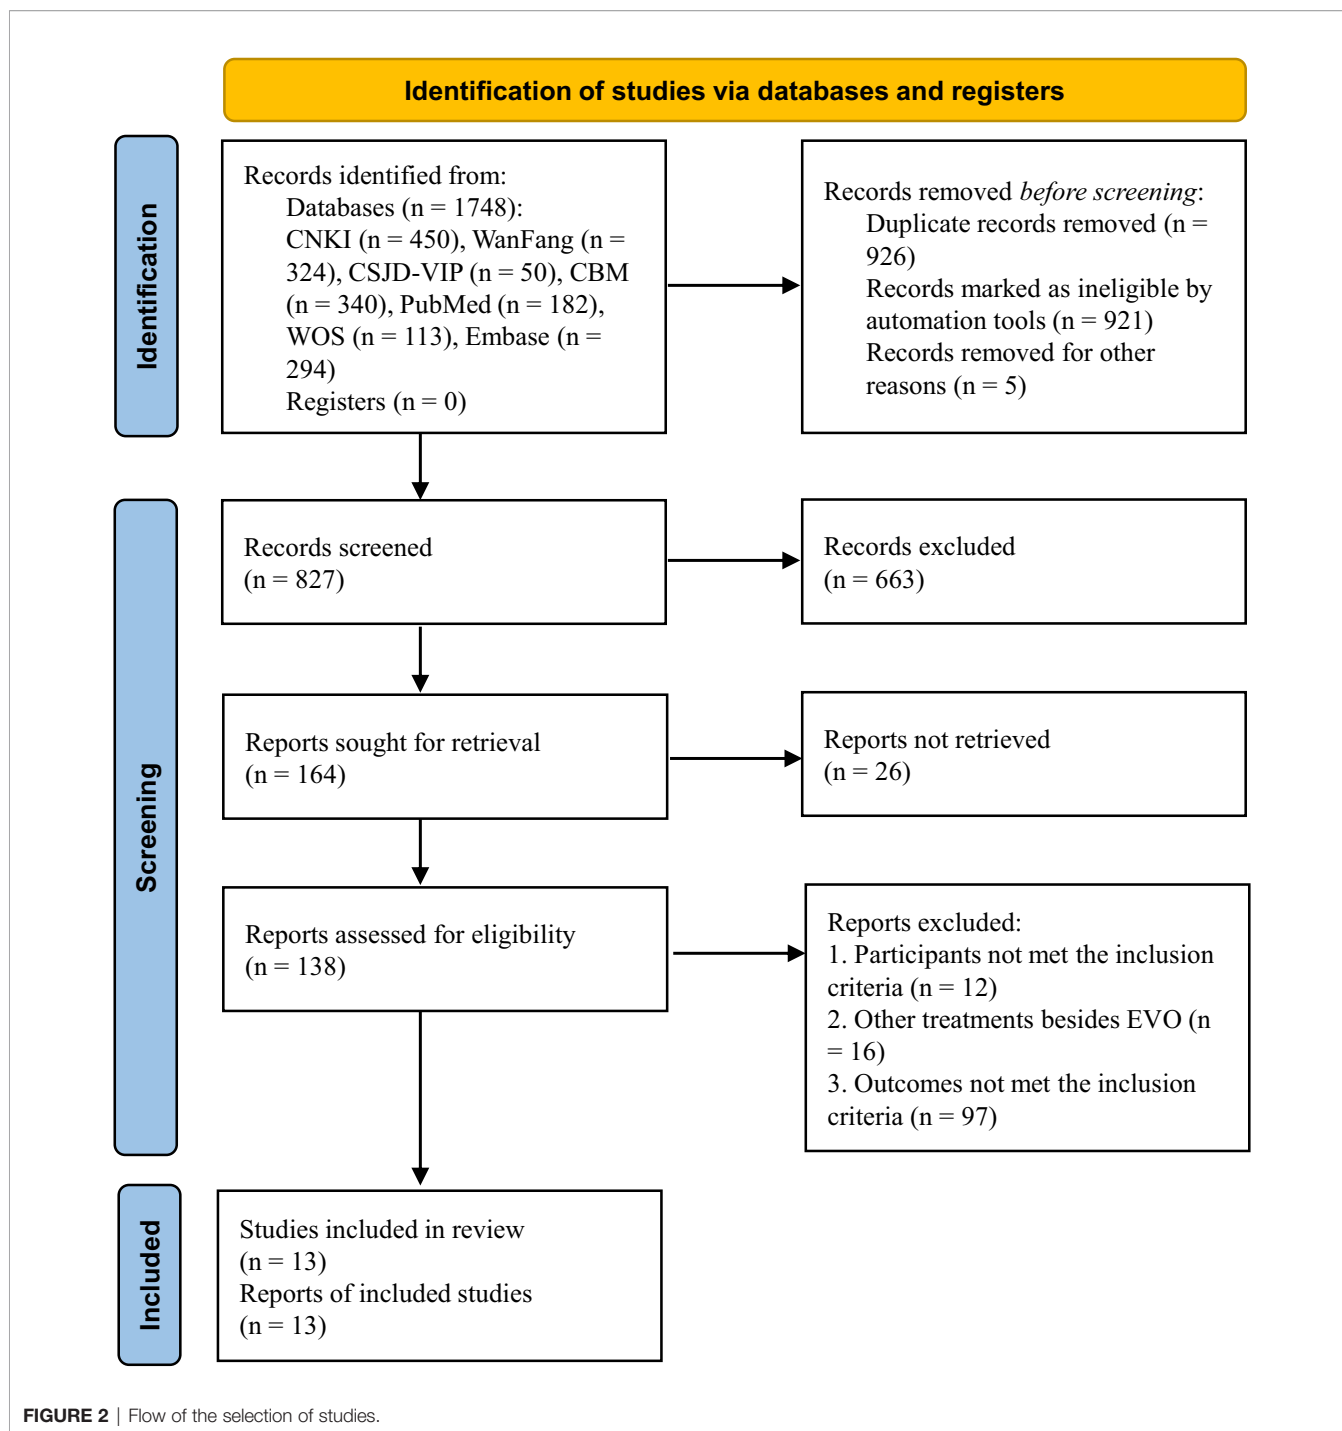 Identification of studies via databases and registers
Identification
Records identified from:
Databases (n = 1748):
CNKI (n = 450), WanFang (n =
324), CSJD-VIP (n = 50), CBM
(n = 340), PubMed (n = 182),
WOS (n = 113), Embase (n =
294)
Registers (n = 0)
Records removed before screening:
Duplicate records removed (n =
926)
Records marked as ineligible by
automation tools (n = 921)
Records removed for other
reasons (n = 5)
Screening
Records screened
(n = 827)
Records excluded
(n = 663)
Reports sought for retrieval
(n = 164)
Reports not retrieved
(n = 26)
Reports assessed for eligibility
(n = 138)
Reports excluded:
1. Participants not met the inclusion
criteria (n = 12)
2. Other treatments besides EVO (n
= 16)
3. Outcomes not met the inclusion
criteria (n = 97)
Included
Studies included in review
(n = 13)
Reports of included studies
(n = 13)
FIGURE 2 | Flow of the selection of studies.